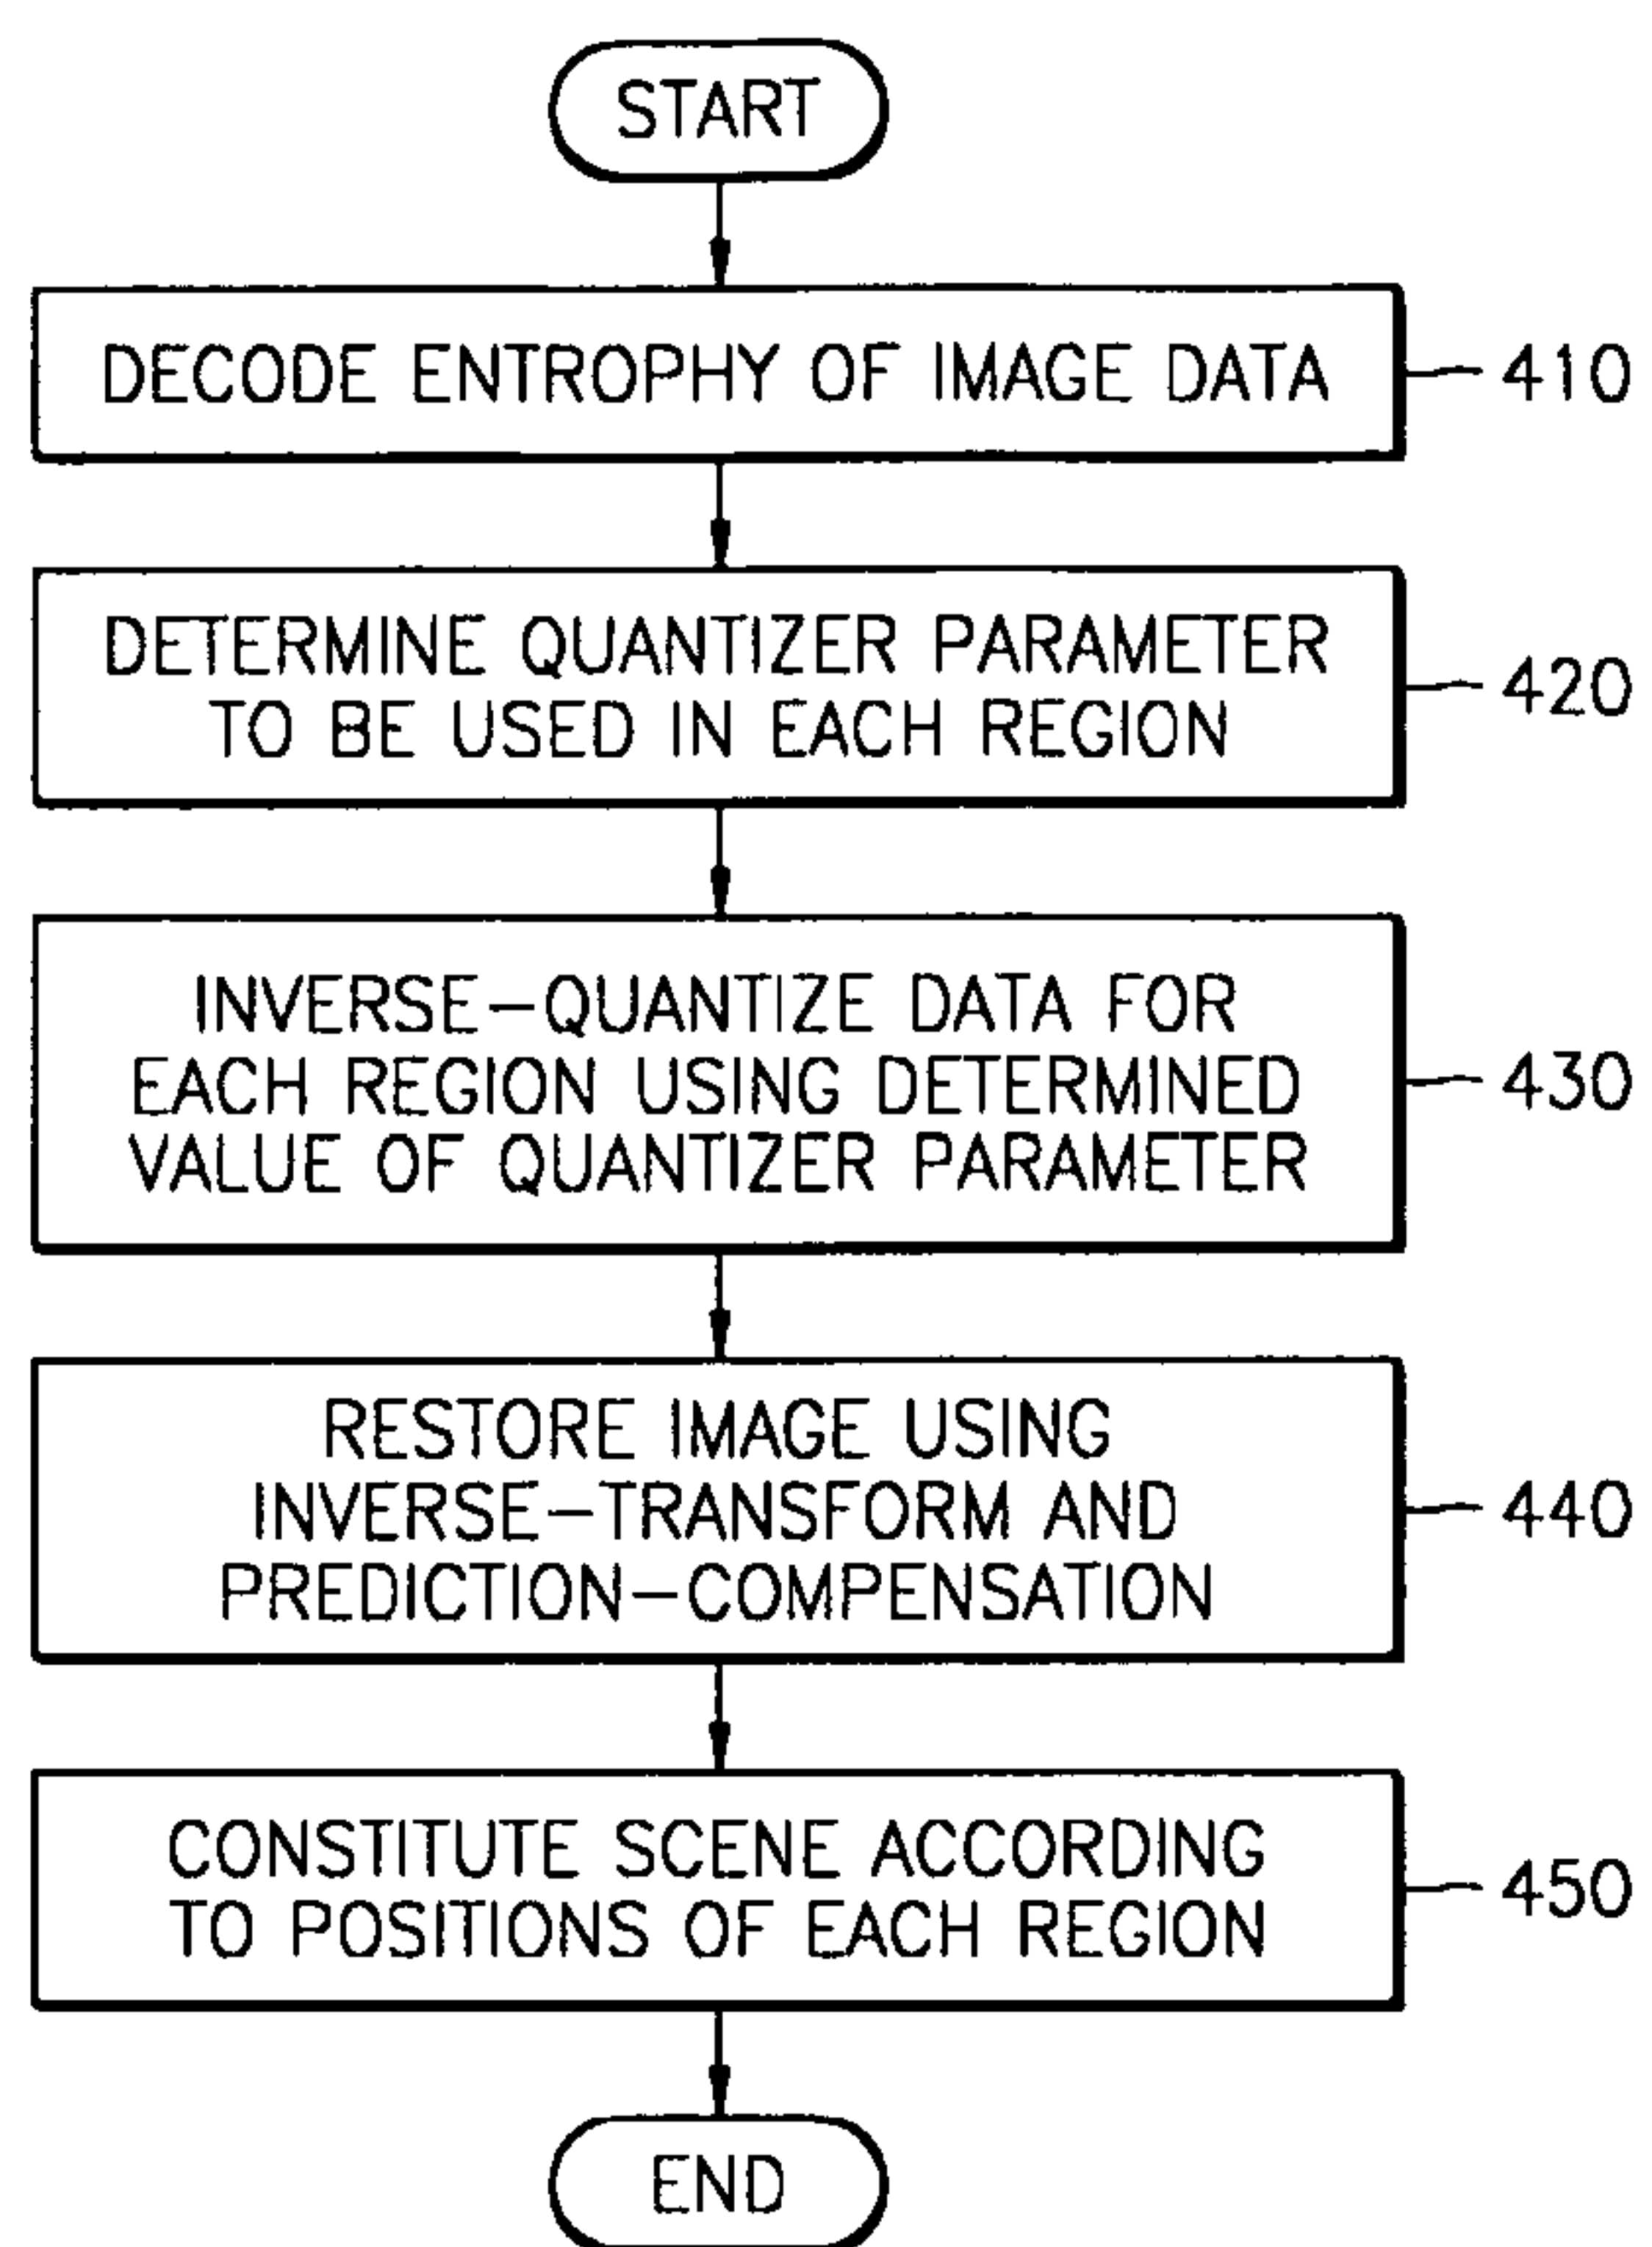 START
DECODE ENTROPHY OF IMAGE DATA
410
DETERMINE QUANTIZER PARAMETER
TO BE USED IN EACH REGION
420
INVERSE-QUANTIZE DATA FOR
EACH REGION USING DETERMINED
VALUE OF QUANTIZER PARAMETER
430
RESTORE IMAGE USING
INVERSE-TRANSFORM AND
PREDICTION-COMPENSATION
440
CONSTITUTE SCENE ACCORDING
TO POSITIONS OF EACH REGION
450
END